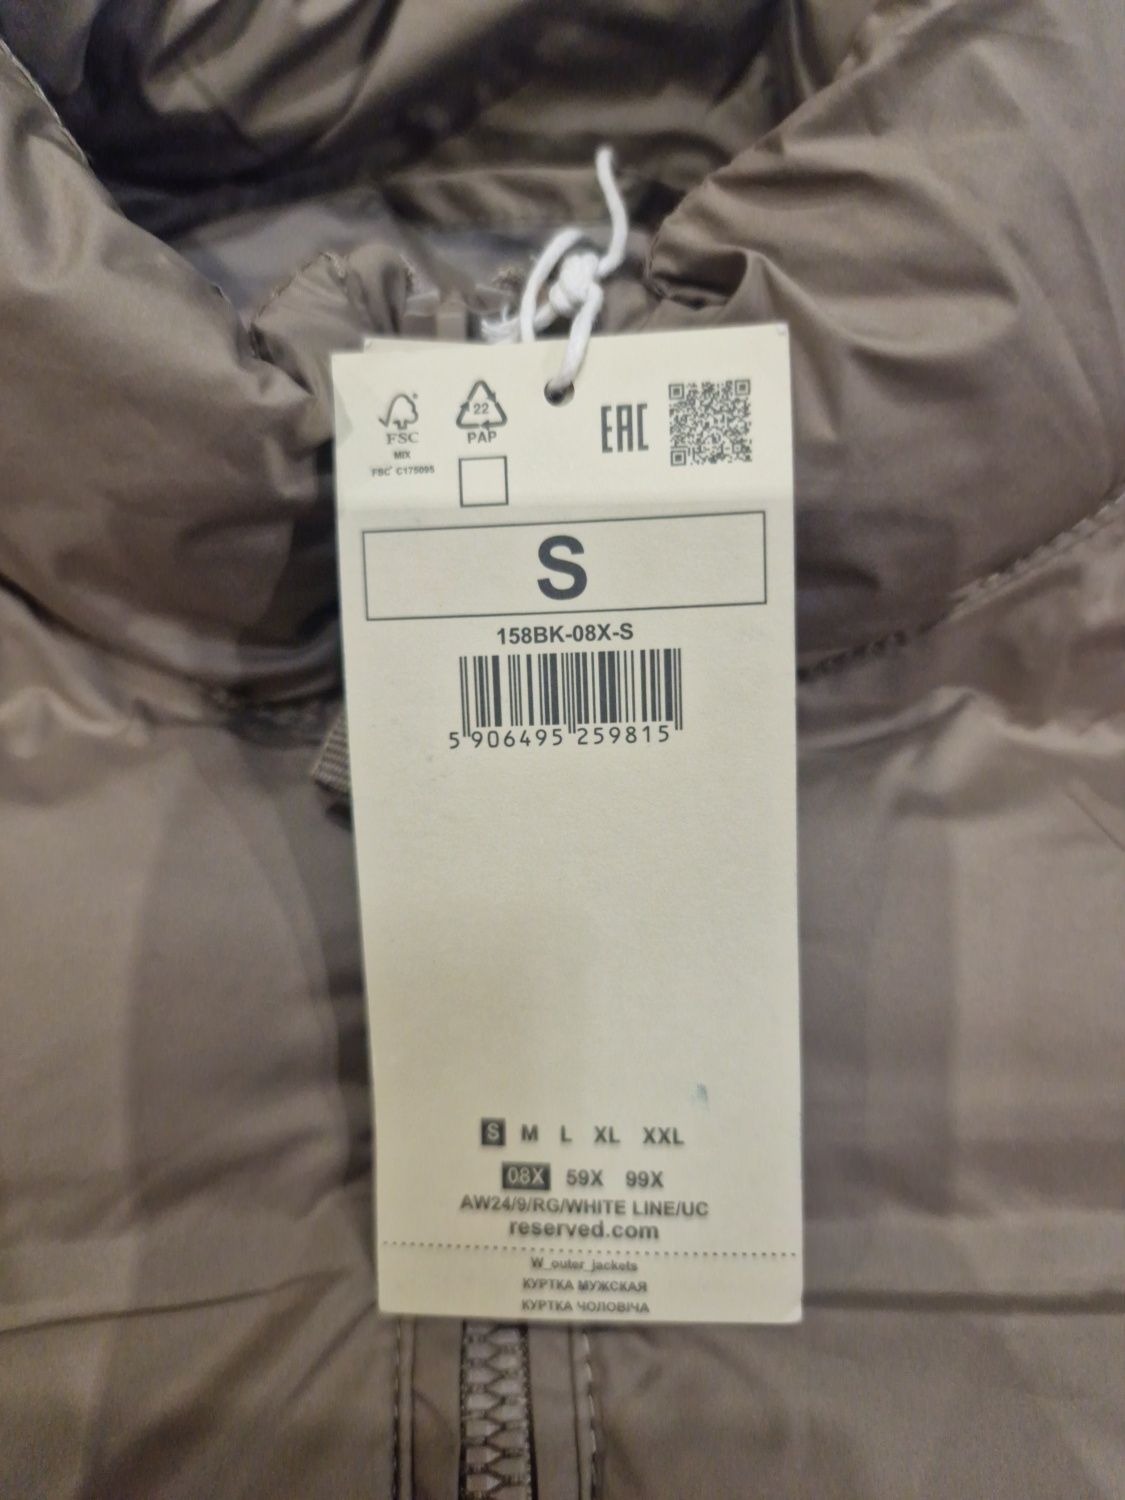 FSC
MIX
FSC® C175095
22
PAP
EAC
S
158BK-08X-S
5 906495 259815
S M L XL XXL
08X 59X 99X
AW24/9/RG/WHITE LINE/UC
reserved.com
W_outer_jackets
КУРТКА МУЖСКАЯ
КУРТКА ЧОЛОВІЧА